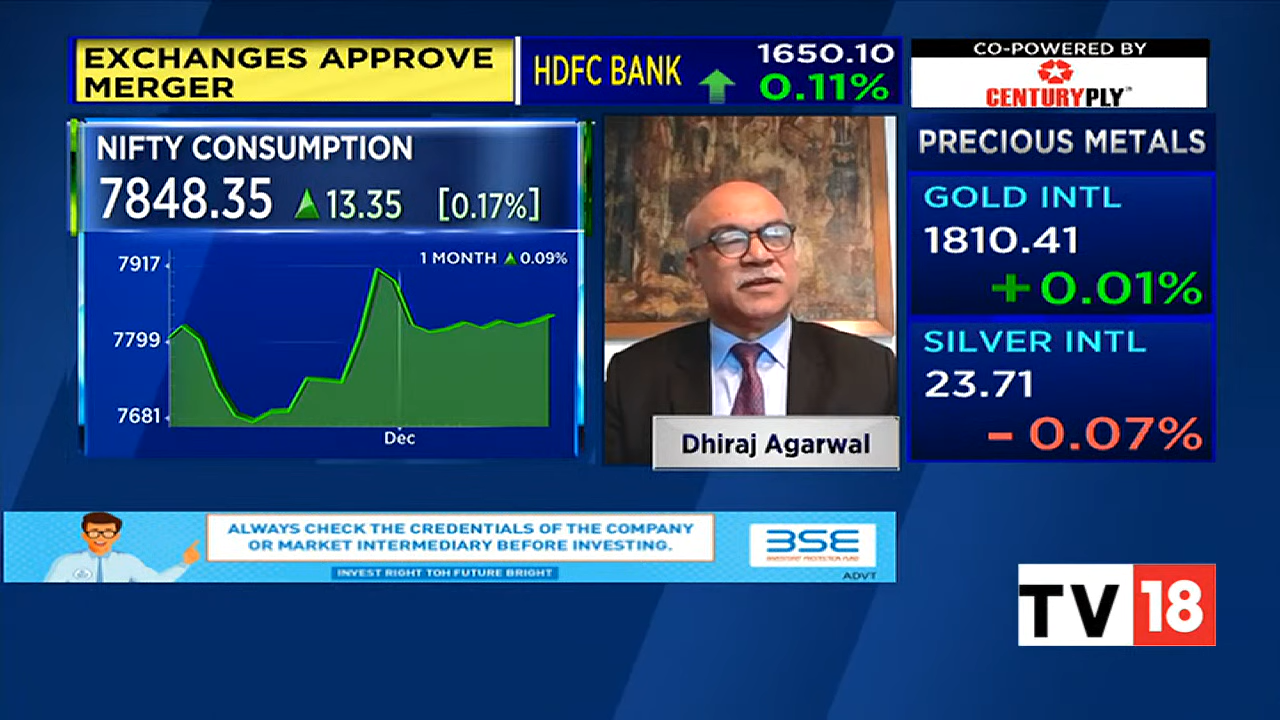 EXCHANGES APPROVE
MERGER
HDFC BANK
1650.10
0.11%
CO-POWERED BY
CENTURYPLY
NIFTY CONSUMPTION
7848.35 13.35 [0.17%]
1 MONTH 0.09%
7917
7799
7681
Dec
Dhiraj Agarwal
PRECIOUS METALS
GOLD INTL
1810.41
+0.01%
SILVER INTL
23.71
- 0.07%
ALWAYS CHECK THE CREDENTIALS OF THE COMPANY
OR MARKET INTERMEDIARY BEFORE INVESTING.
INVEST RIGHT TOH FUTURE BRIGHT
BSE
INVESTORS' PROTECTION FUND
ADVT
TV18